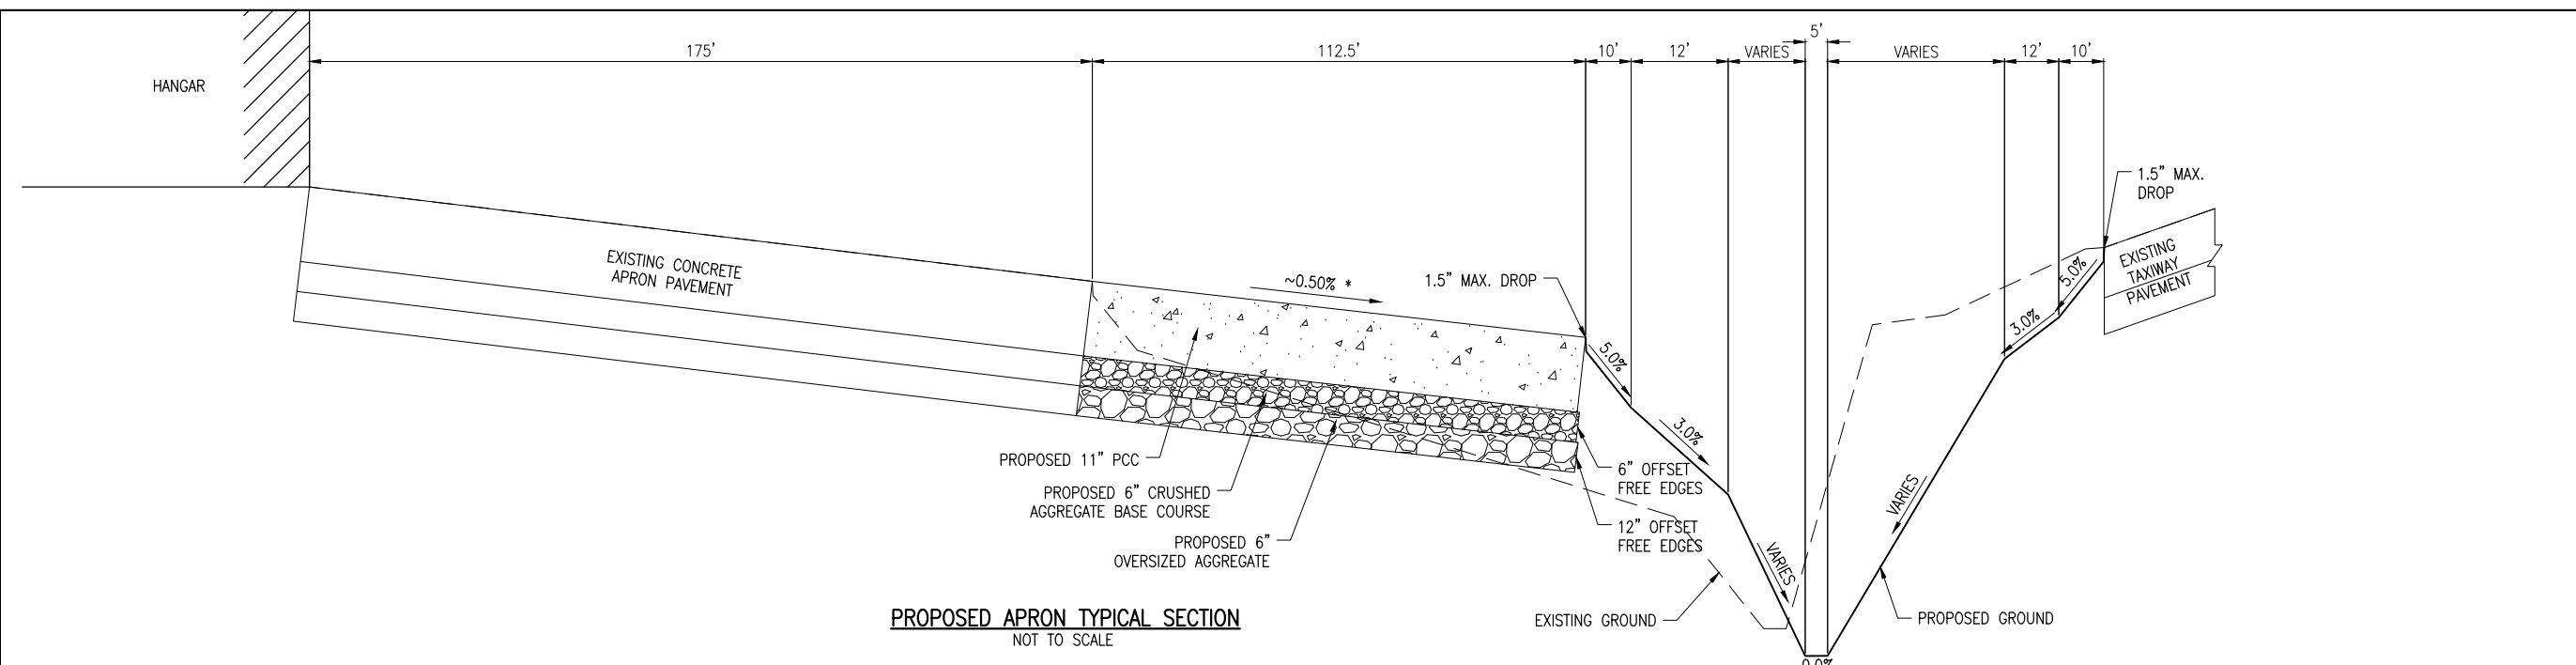 5'
175'
112.5'
10'
12'
VARIES
VARIES
12'
10'
HANGAR
1.5" MAX.
DROP
EXISTING CONCRETE
APRON PAVEMENT
~0.50% *
1.5" MAX. DROP
EXISTING
TAXIWAY
PAVEMENT
5.0%
3.0%
5.0%
3.0%
PROPOSED 11" PCC
PROPOSED 6" CRUSHED
AGGREGATE BASE COURSE
PROPOSED 6"
OVERSIZED AGGREGATE
6" OFFSET
FREE EDGES
12" OFFSET
FREE EDGES
VARIES
VARIES
EXISTING GROUND
PROPOSED GROUND
PROPOSED APRON TYPICAL SECTION
NOT TO SCALE
0.0%